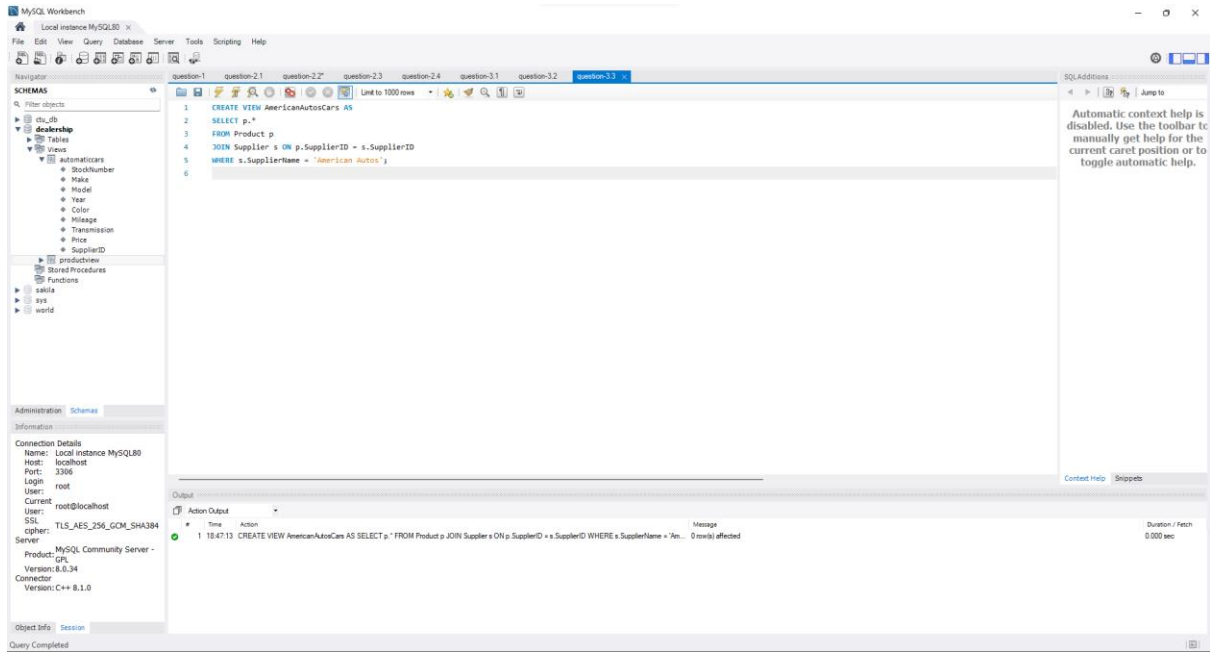 MySQL Workbench
Local instance MySQL80 ×
File Edit View Query Database Server Tools Scripting Help
Navigator
SCHEMAS
Filter objects
ctu_db
dealership
Tables
Views
automaticcars
StockNumber
Make
Model
Year
Color
Mileage
Transmission
Price
SupplierID
productview
Stored Procedures
Functions
sakila
sys
world
Administration Schemas
Information
Connection Details
Name: Local instance MySQL80
Host: localhost
Port: 3306
Login User: root
Current User: root@localhost
SSL cipher: TLS_AES_256_GCM_SHA384
Server
Product: MySQL Community Server - GPL
Version: 8.0.34
Connector
Version: C++ 8.1.0
Object Info Session
Query Completed
question-1 question-2.1 question-2.2* question-2.3 question-2.4 question-3.1 question-3.2 question-3.3 ×
Limit to 1000 rows
1 CREATE VIEW AmericanAutosCars AS
2 SELECT p.*
3 FROM Product p
4 JOIN Supplier s ON p.SupplierID = s.SupplierID
5 WHERE s.SupplierName = 'American Autos';
6
Output
Action Output
# Time Action Message Duration / Fetch
1 18:47:13 CREATE VIEW AmericanAutosCars AS SELECT p.* FROM Product p JOIN Supplier s ON p.SupplierID = s.SupplierID WHERE s.SupplierName = 'Am... 0 row(s) affected 0.000 sec
SQLAdditions
Jump to
Automatic context help is
disabled. Use the toolbar to
manually get help for the
current caret position or to
toggle automatic help.
Context Help Snippets